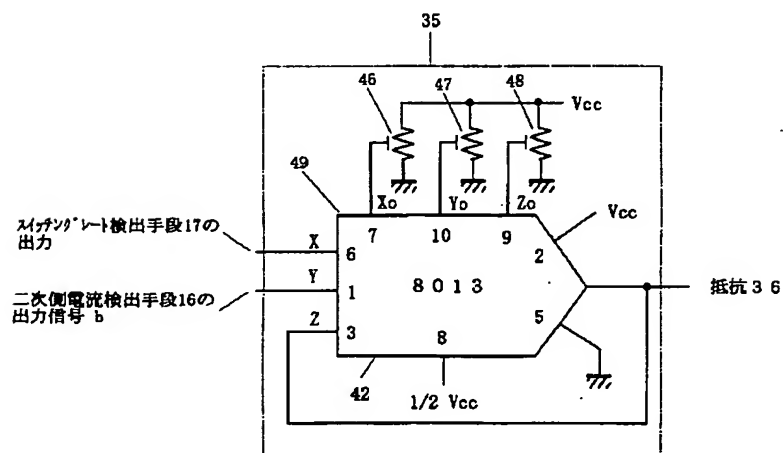 35
46
47
48
Vcc
49
Xo
Yo
Zo
Vcc
スイッチングレート検出手段17の
出力
X
7
10
9
2
6
Y
1
8013
抵抗36
二次側電流検出手段16の
出力信号 b
Z
3
8
5
42
1/2 Vcc